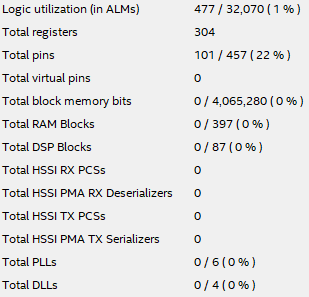 Logic utilization (in ALMs) 477 / 32,070 ( 1 % )
Total registers 304
Total pins 101 / 457 ( 22 % )
Total virtual pins 0
Total block memory bits 0 / 4,065,280 ( 0 % )
Total RAM Blocks 0 / 397 ( 0 % )
Total DSP Blocks 0 / 87 ( 0 % )
Total HSSI RX PCSs 0
Total HSSI PMA RX Deserializers 0
Total HSSI TX PCSs 0
Total HSSI PMA TX Serializers 0
Total PLLs 0 / 6 ( 0 % )
Total DLLs 0 / 4 ( 0 % )